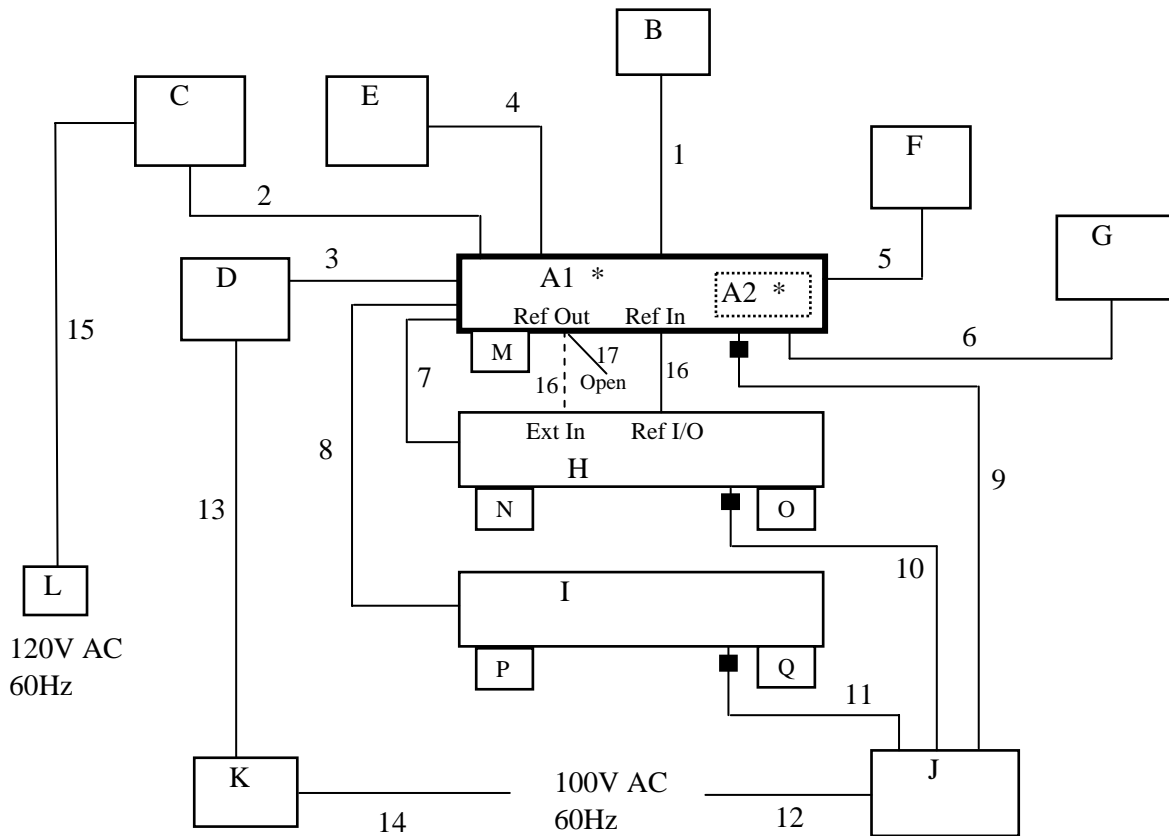 B
C
E
4
F
1
2
G
D
3
A1 *
A2 *
5
15
Ref Out
Ref In
M
17
6
7
16
Open
16
8
Ext In
Ref I/O
H
9
13
N
O
10
L
I
120V AC
60Hz
P
Q
11
K
100V AC
60Hz
J
14
12